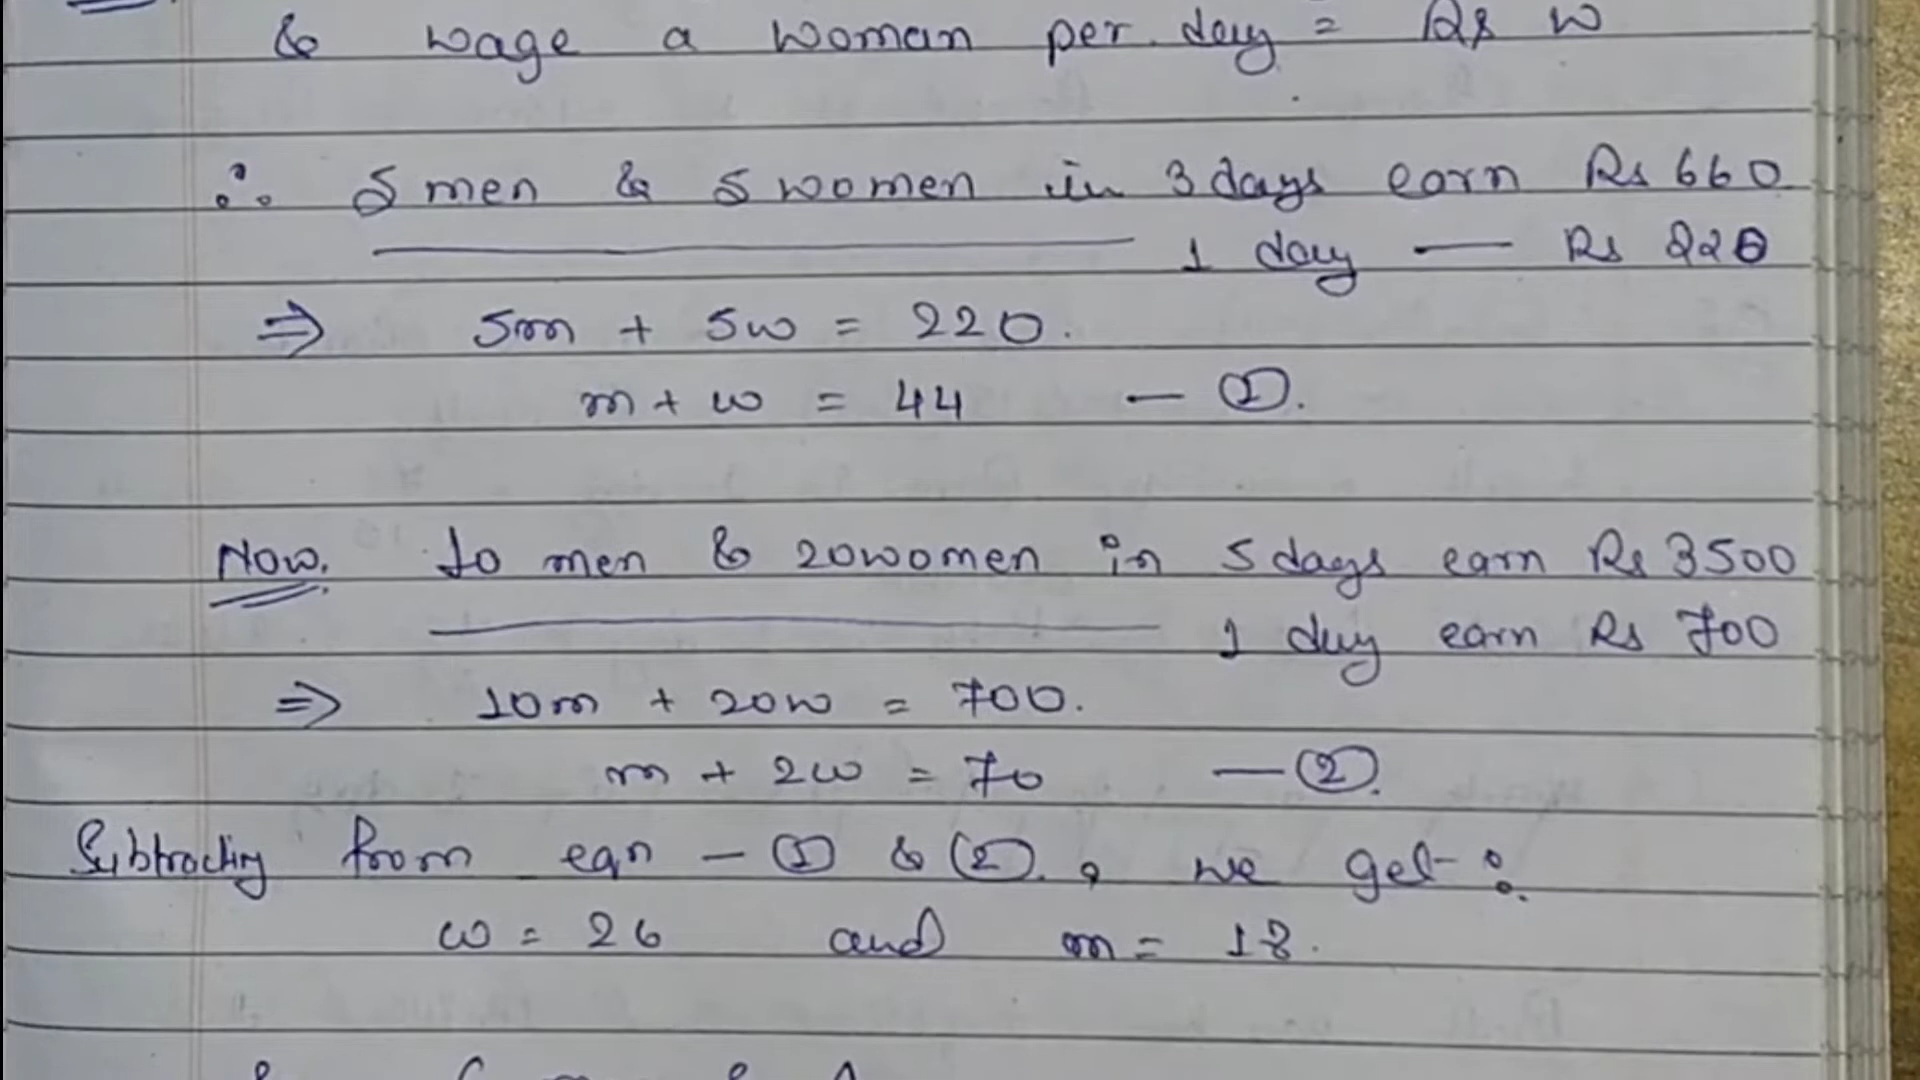 & wage a woman per day = Rs w
∴ 5 men & 5 women in 3 days earn Rs 660
1 day — Rs 220
⇒ 5m + 5w = 220.
m + w = 44 — ①.
Now, 10 men & 20 women in 5 days earn Rs 3500
1 day earn Rs 700
⇒ 10m + 20w = 700.
m + 2w = 70 — ②.
Subtracting from eqn – ① & ②, we get :
w = 26 and m = 18.